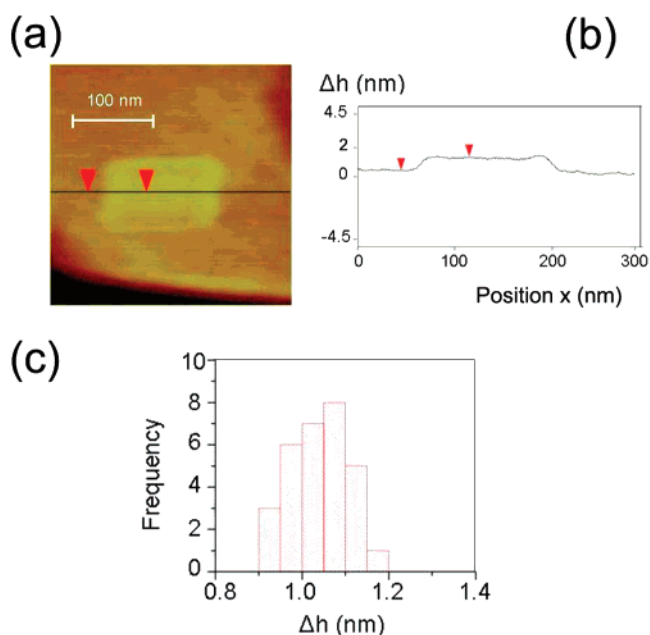 (a)
100 nm
(b)
Δh (nm)
4.5
2
0
-4.5
0
100
200
300
Position x (nm)
(c)
Frequency
10
8
6
4
2
0
0.8
1.0
1.2
1.4
Δh (nm)